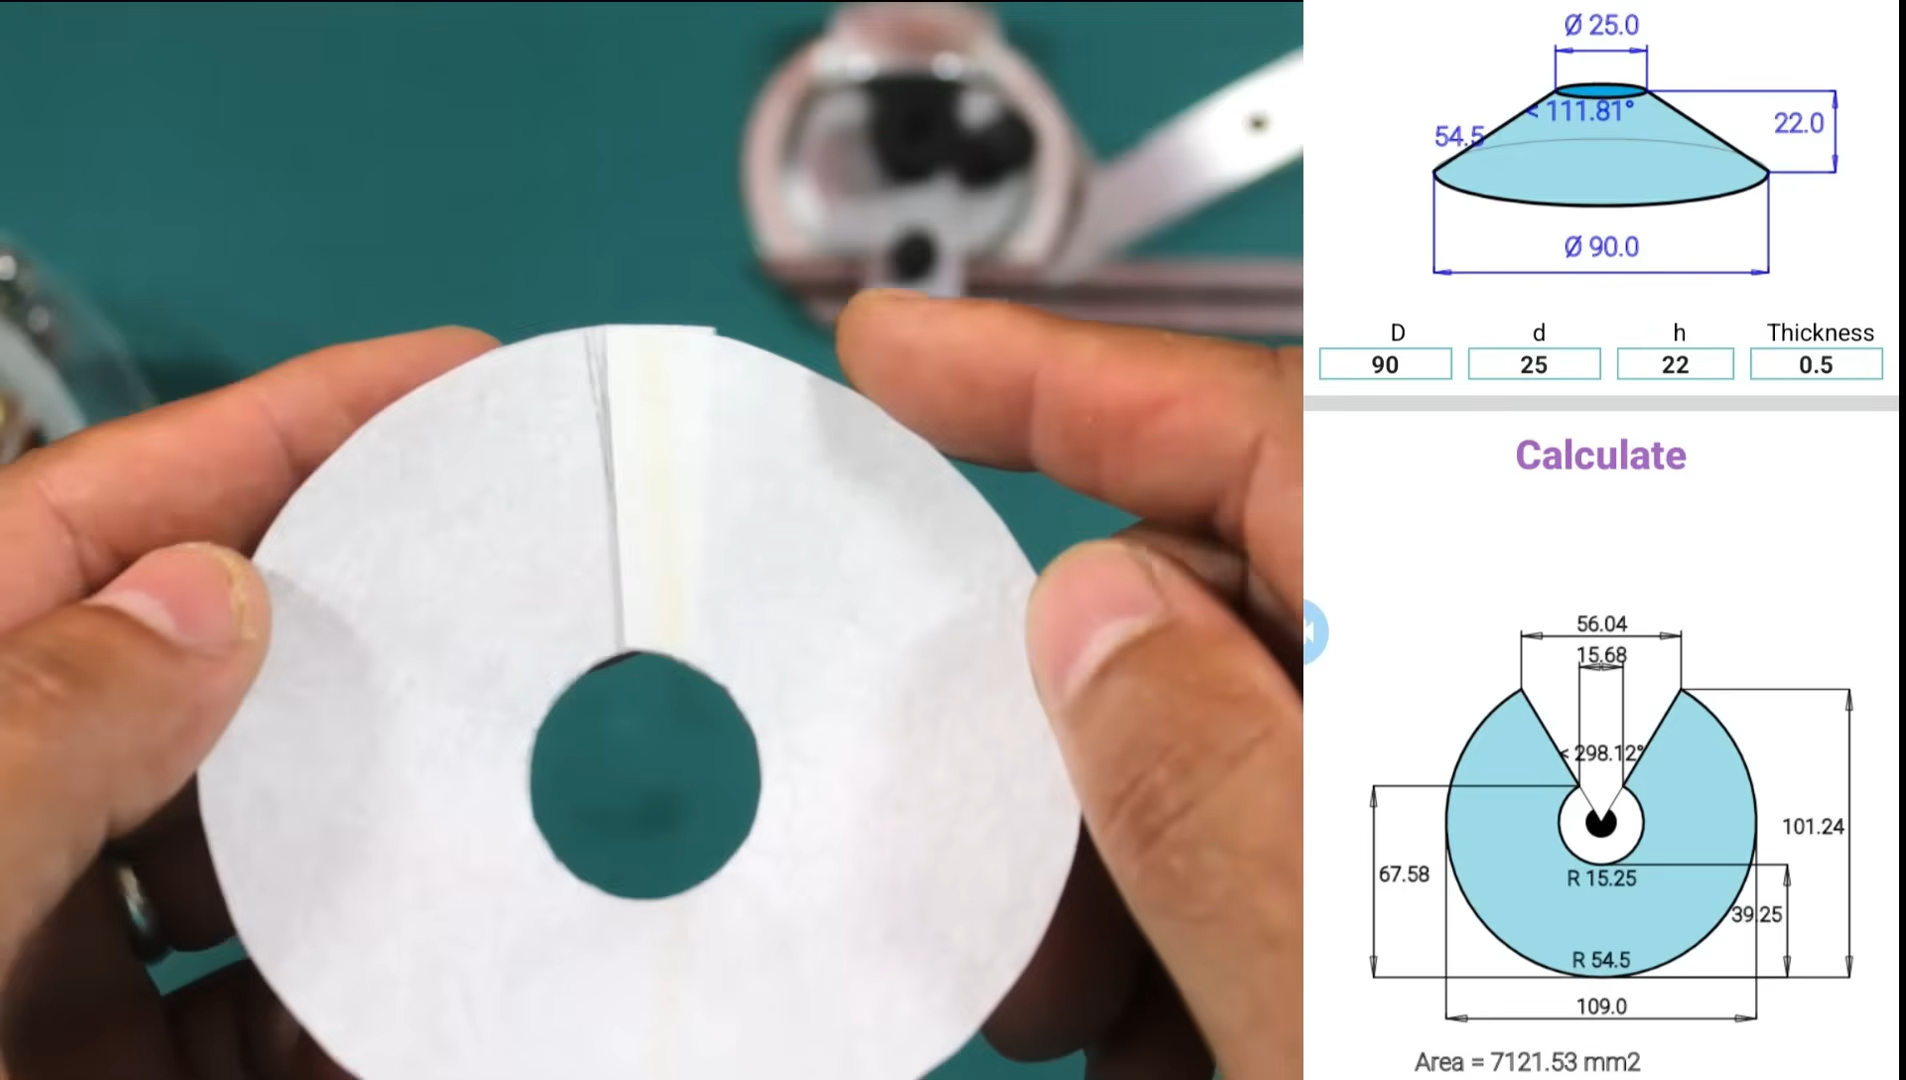 Ø 25.0
< 111.81°
54.5
22.0
Ø 90.0
D d h Thickness
90 25 22 0.5
Calculate
56.04
15.68
< 298.12°
101.24
67.58
R 15.25
39.25
R 54.5
109.0
Area = 7121.53 mm2